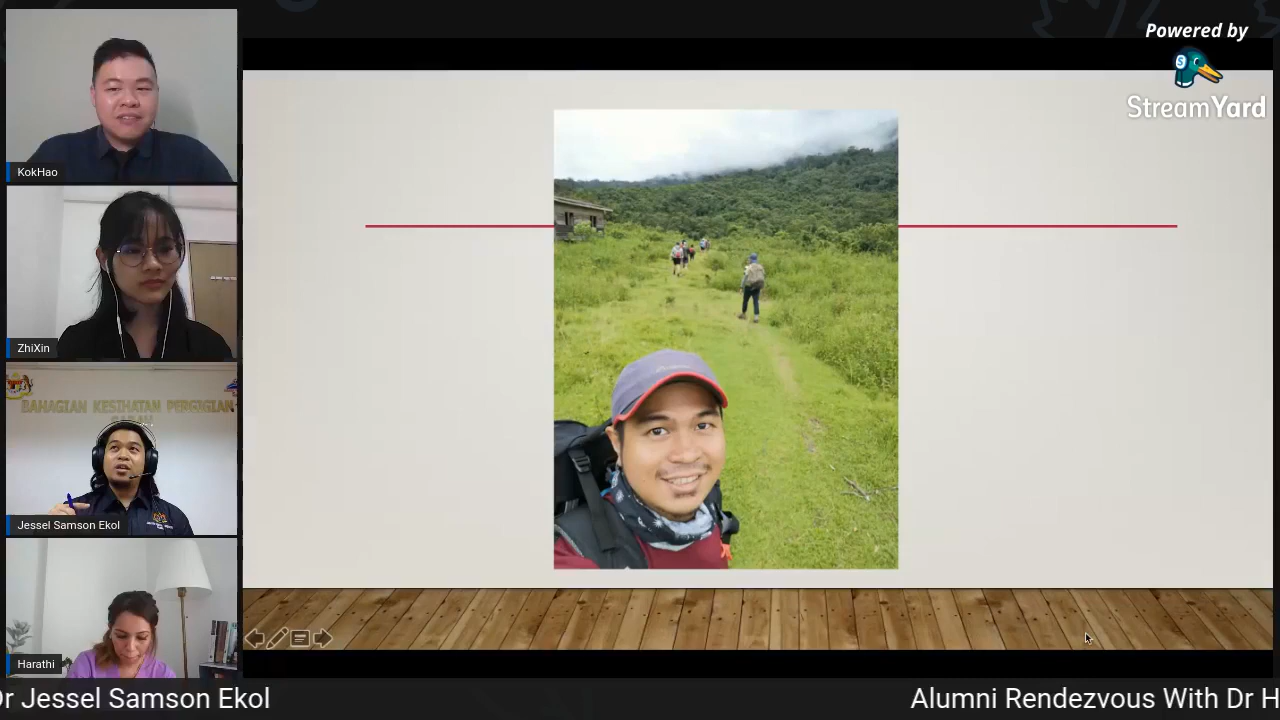 Powered by
StreamYard
KokHao
ZhiXin
BAHAGIAN KESIHATAN PERGIGIAN
Jessel Samson Ekol
Harathi
Dr Jessel Samson Ekol
Alumni Rendezvous With Dr H